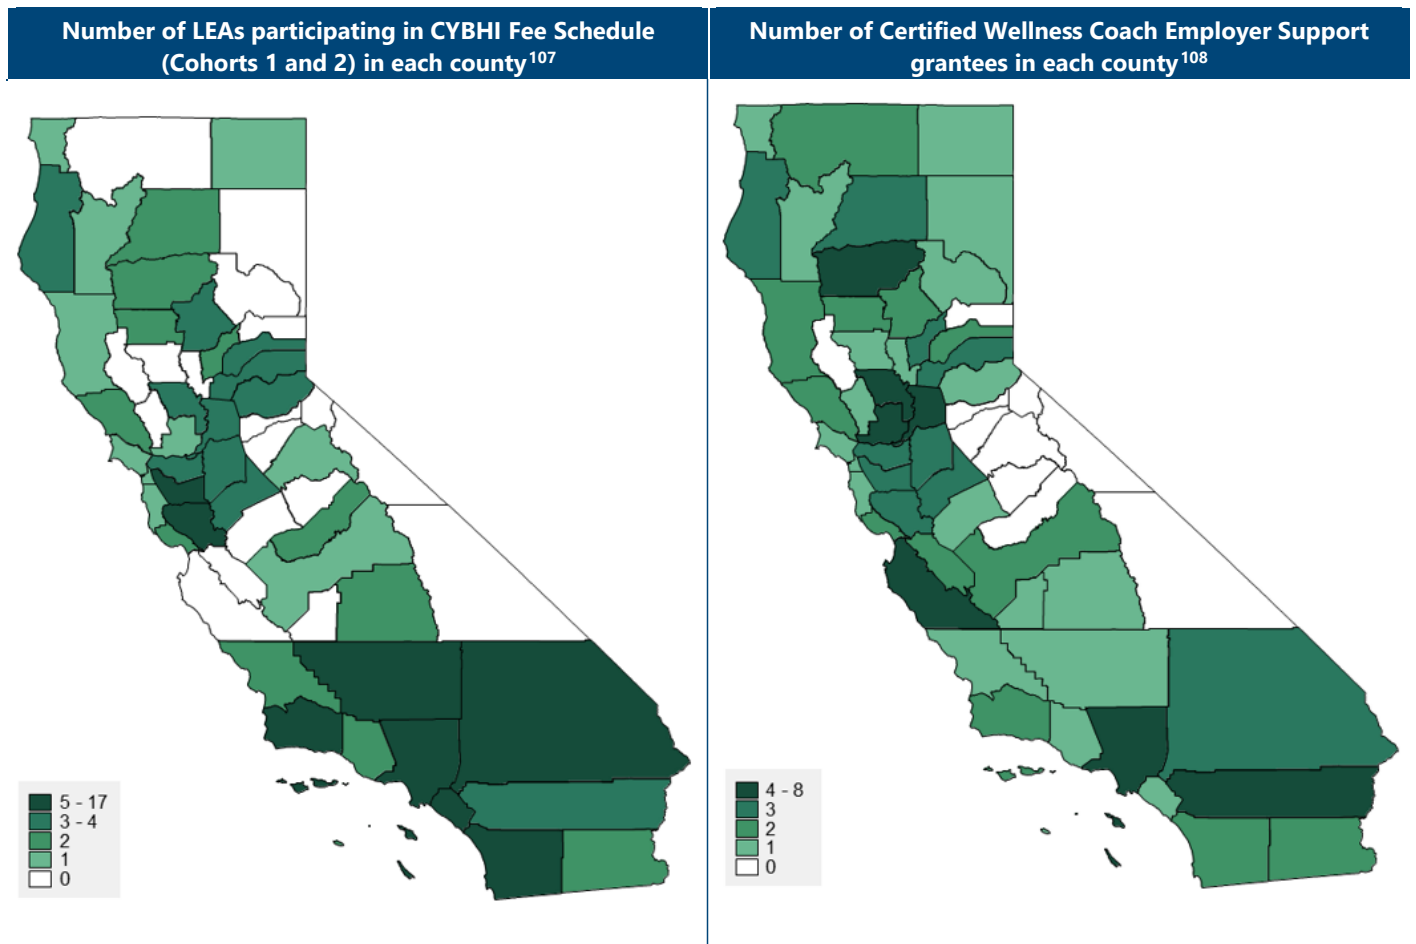 Number of LEAs participating in CYBHI Fee Schedule
(Cohorts 1 and 2) in each county107
5 - 17
3 - 4
2
1
0
Number of Certified Wellness Coach Employer Support
grantees in each county108
4 - 8
3
2
1
0